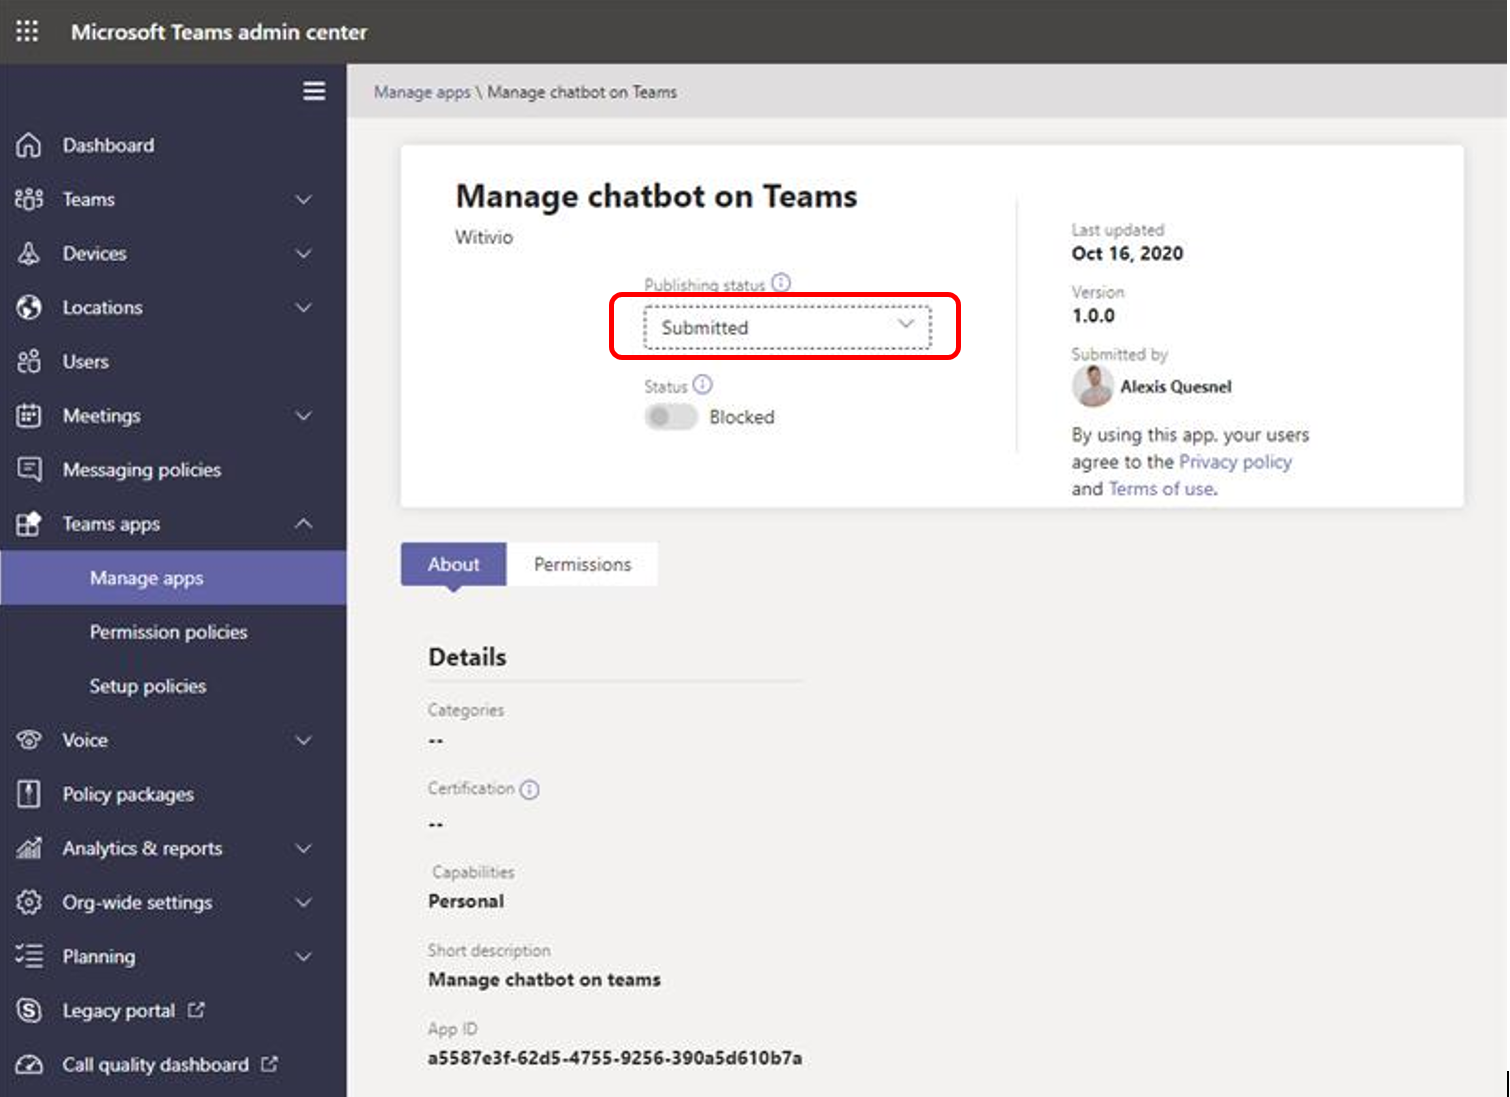 Microsoft Teams admin center
Manage apps \ Manage chatbot on Teams
Dashboard
Teams
Devices
Locations
Users
Meetings
Messaging policies
Teams apps
Manage apps
Permission policies
Setup policies
Voice
Policy packages
Analytics & reports
Org-wide settings
Planning
Legacy portal
Call quality dashboard
Manage chatbot on Teams
Witivio
Publishing status
Submitted
Status
Blocked
Last updated
Oct 16, 2020
Version
1.0.0
Submitted by
Alexis Quesnel
By using this app, your users
agree to the Privacy policy
and Terms of use.
About
Permissions
Details
Categories
--
Certification
--
Capabilities
Personal
Short description
Manage chatbot on teams
App ID
a5587e3f-62d5-4755-9256-390a5d610b7a